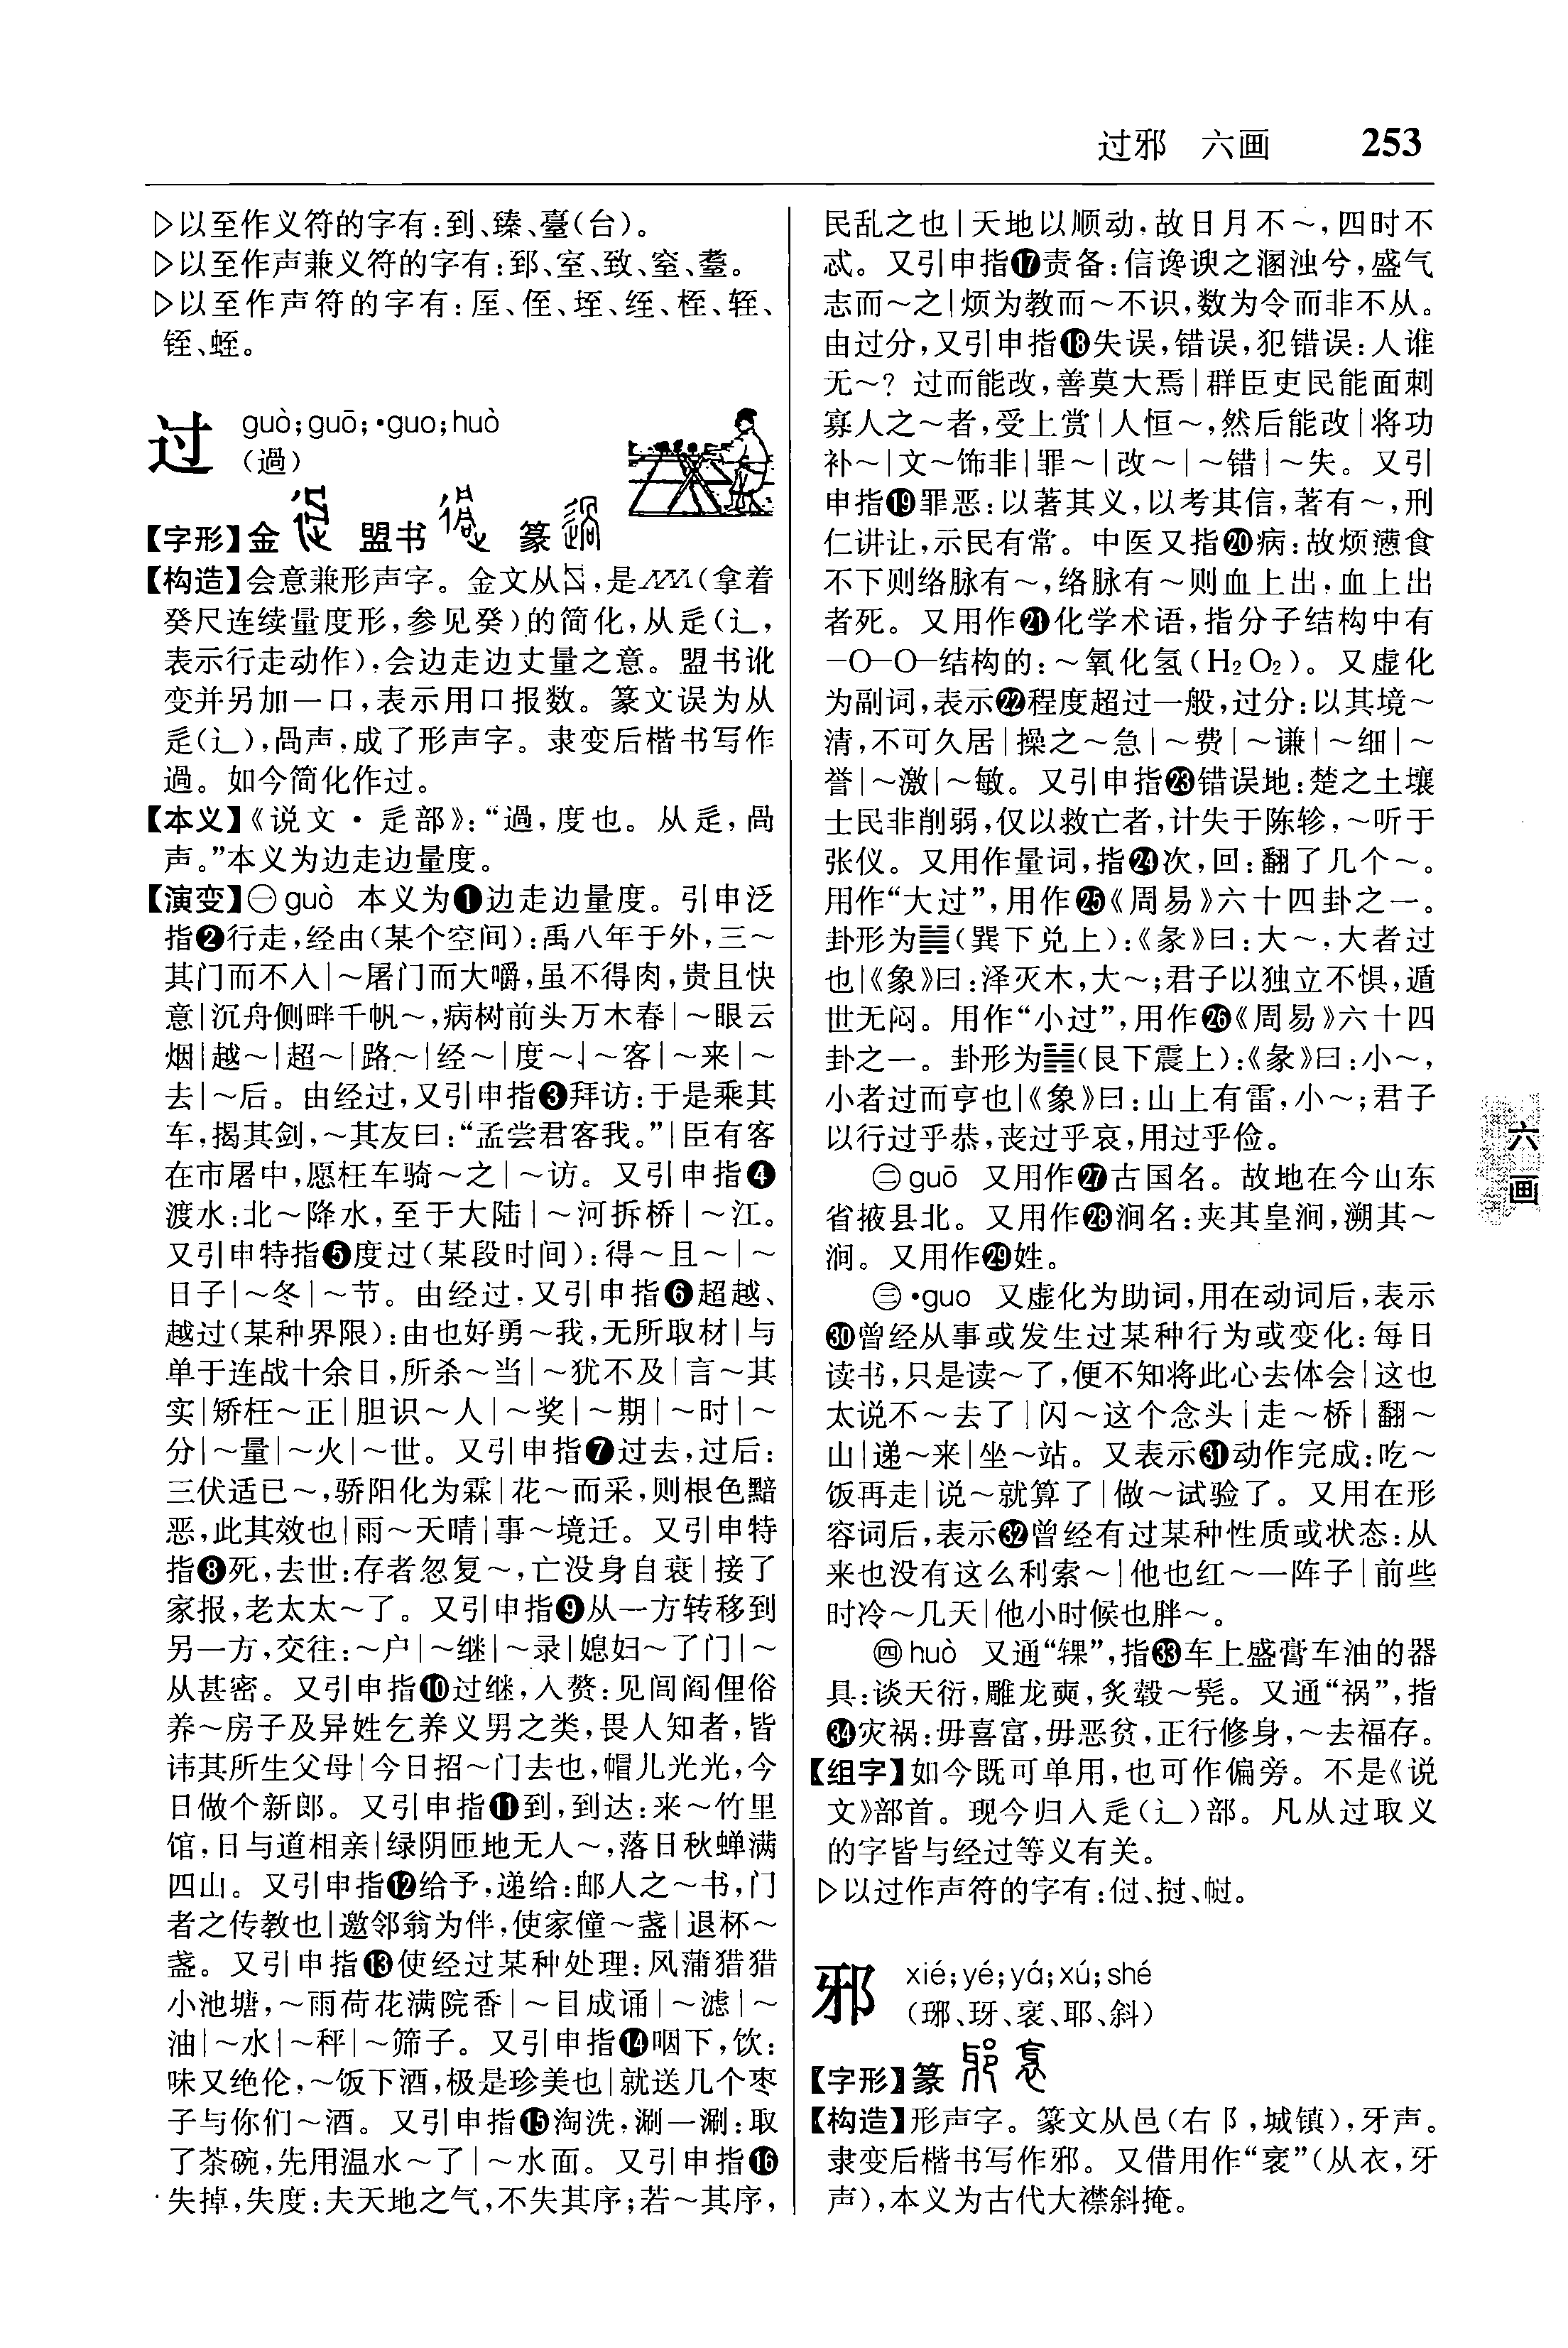 过邪 六画 253
▷以至作义符的字有:到、臻、臺(台)。
▷以至作声兼义符的字有:郅、室、致、窒、耋。
▷以至作声符的字有:厔、侄、垤、绖、桎、轾、
铚、蛭。
过 guò;guō;•guo;huò
(過)
【字形】金 盟书 篆
【构造】会意兼形声字。金文从,是(拿着
癸尺连续量度形,参见癸)的简化,从辵(辶,
表示行走动作),会边走边丈量之意。盟书讹
变并另加一口,表示用口报数。篆文误为从
辵(辶),咼声,成了形声字。隶变后楷书写作
過。如今简化作过。
【本义】《说文·辵部》:“過,度也。从辵,咼
声。”本义为边走边量度。
【演变】㊀guò 本义为❶边走边量度。引申泛
指❷行走,经由(某个空间):禹八年于外,三～
其门而不入|～屠门而大嚼,虽不得肉,贵且快
意|沉舟侧畔千帆～,病树前头万木春|～眼云
烟|越～|超～|路～|经～|度～|～客|～来|～
去|～后。由经过,又引申指❸拜访:于是乘其
车,揭其剑,～其友曰:“孟尝君客我。”|臣有客
在市屠中,愿枉车骑～之|～访。又引申指❹
渡水:北～降水,至于大陆|～河拆桥|～江。
又引申特指❺度过(某段时间):得～且～|～
日子|～冬|～节。由经过,又引申指❻超越、
越过(某种界限):由也好勇～我,无所取材|与
单于连战十余日,所杀～当|～犹不及|言～其
实|矫枉～正|胆识～人|～奖|～期|～时|～
分|～量|～火|～世。又引申指❼过去,过后:
三伏适已～,骄阳化为霖|花～而采,则根色黯
恶,此其效也|雨～天晴|事～境迁。又引申特
指❽死,去世:存者忽复～,亡没身自衰|接了
家报,老太太～了。又引申指❾从一方转移到
另一方,交往:～户|～继|～录|媳妇～了门|～
从甚密。又引申指❿过继,入赘:见闾阎俚俗
养～房子及异姓乞养义男之类,畏人知者,皆
讳其所生父母|今日招～门去也,帽儿光光,今
日做个新郎。又引申指⓫到,到达:来～竹里
馆,日与道相亲|绿阴匝地无人～,落日秋蝉满
四山。又引申指⓬给予,递给:邮人之～书,门
者之传教也|邀邻翁为伴,使家僮～盏|退杯～
盏。又引申指⓭使经过某种处理:风蒲猎猎
小池塘,～雨荷花满院香|～目成诵|～滤|～
油|～水|～秤|～筛子。又引申指⓮咽下,饮:
味又绝伦,～饭下酒,极是珍美也|就送几个枣
子与你们～酒。又引申指⓯淘洗,涮一涮:取
了茶碗,先用温水～了|～水面。又引申指⓰
失掉,失度:夫天地之气,不失其序;若～其序,
民乱之也|天地以顺动,故日月不～,四时不
忒。又引申指⓱责备:信谗谀之溷浊兮,盛气
志而～之|烦为教而～不识,数为令而非不从。
由过分,又引申指⓲失误,错误,犯错误:人谁
无～?过而能改,善莫大焉|群臣吏民能面刺
寡人之～者,受上赏|人恒～,然后能改|将功
补～|文～饰非|罪～|改～|～错|～失。又引
申指⓳罪恶:以著其义,以考其信,著有～,刑
仁讲让,示民有常。中医又指⓴病:故烦懑食
不下则络脉有～,络脉有～则血上出,血上出
者死。又用作㉑化学术语,指分子结构中有
—O—O—结构的:～氧化氢(H₂O₂)。又虚化
为副词,表示㉒程度超过一般,过分:以其境～
清,不可久居|操之～急|～费|～谦|～细|～
誉|～激|～敏。又引申指㉓错误地:楚之土壤
士民非削弱,仅以救亡者,计失于陈轸,～听于
张仪。又用作量词,指㉔次,回:翻了几个～。
用作“大过”,用作㉕《周易》六十四卦之一。
卦形为䷛(巽下兑上):《彖》曰:大～,大者过
也|《象》曰:泽灭木,大～;君子以独立不惧,遁
世无闷。用作“小过”,用作㉖《周易》六十四
卦之一。卦形为䷽(艮下震上):《彖》曰:小～,
小者过而亨也|《象》曰:山上有雷,小～;君子
以行过乎恭,丧过乎哀,用过乎俭。
㊁guō 又用作㉗古国名。故地在今山东
省掖县北。又用作㉘涧名:夹其皇涧,溯其～
涧。又用作㉙姓。
㊂•guo 又虚化为助词,用在动词后,表示
㉚曾经从事或发生过某种行为或变化:每日
读书,只是读～了,便不知将此心去体会|这也
太说不～去了|闪～这个念头|走～桥|翻～
山|递～来|坐～站。又表示㉛动作完成:吃～
饭再走|说～就算了|做～试验了。又用在形
容词后,表示㉜曾经有过某种性质或状态:从
来也没有这么利索～|他也红～一阵子|前些
时冷～几天|他小时候也胖～。
㊃huò 又通“輠”,指㉝车上盛膏车油的器
具:谈天衍,雕龙奭,炙毂～髡。又通“祸”,指
㉞灾祸:毋喜富,毋恶贫,正行修身,～去福存。
【组字】如今既可单用,也可作偏旁。不是《说
文》部首。现今归入辵(辶)部。凡从过取义
的字皆与经过等义有关。
▷以过作声符的字有:㑄、挝、㡆。
邪 xié;yé;yá;xú;shé
(琊、玡、衺、耶、斜)
【字形】篆
【构造】形声字。篆文从邑(右阝,城镇),牙声。
隶变后楷书写作邪。又借用作“衺”(从衣,牙
声),本义为古代大襟斜掩。
六画